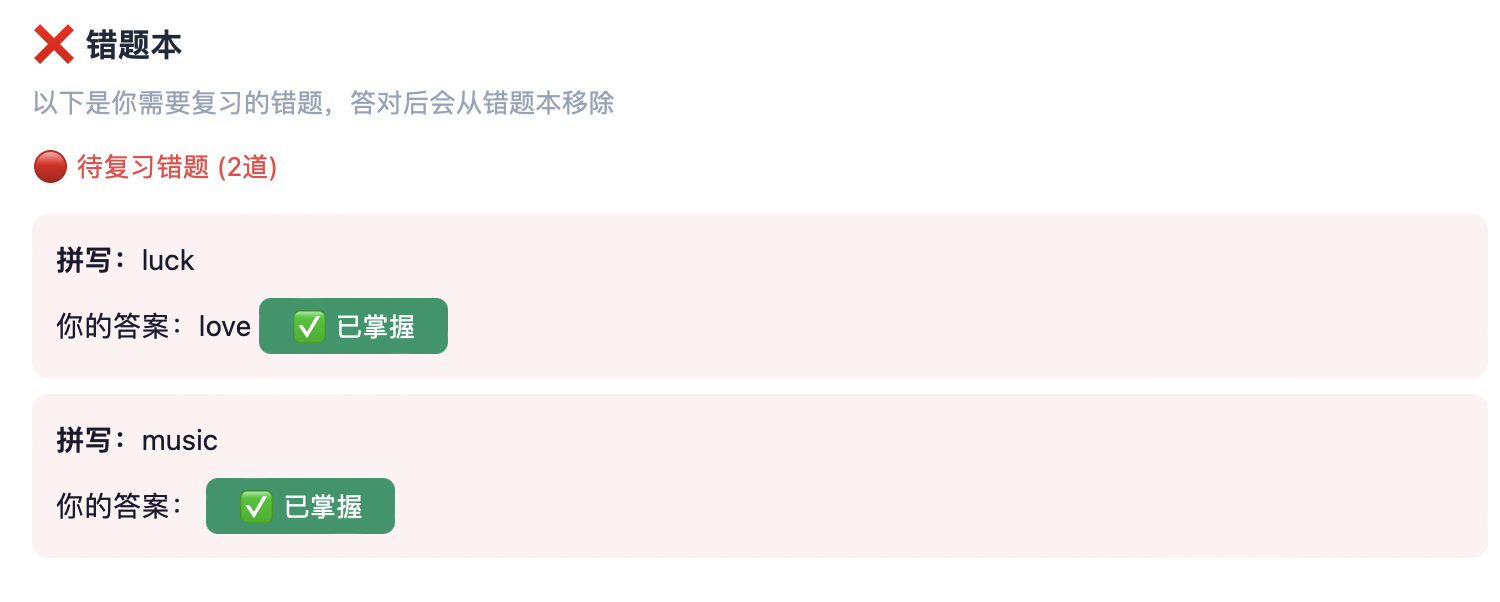 ❌ 错题本
以下是你需要复习的错题，答对后会从错题本移除
🔴 待复习错题 (2道)
拼写：luck
你的答案：love ✅ 已掌握
拼写：music
你的答案： ✅ 已掌握